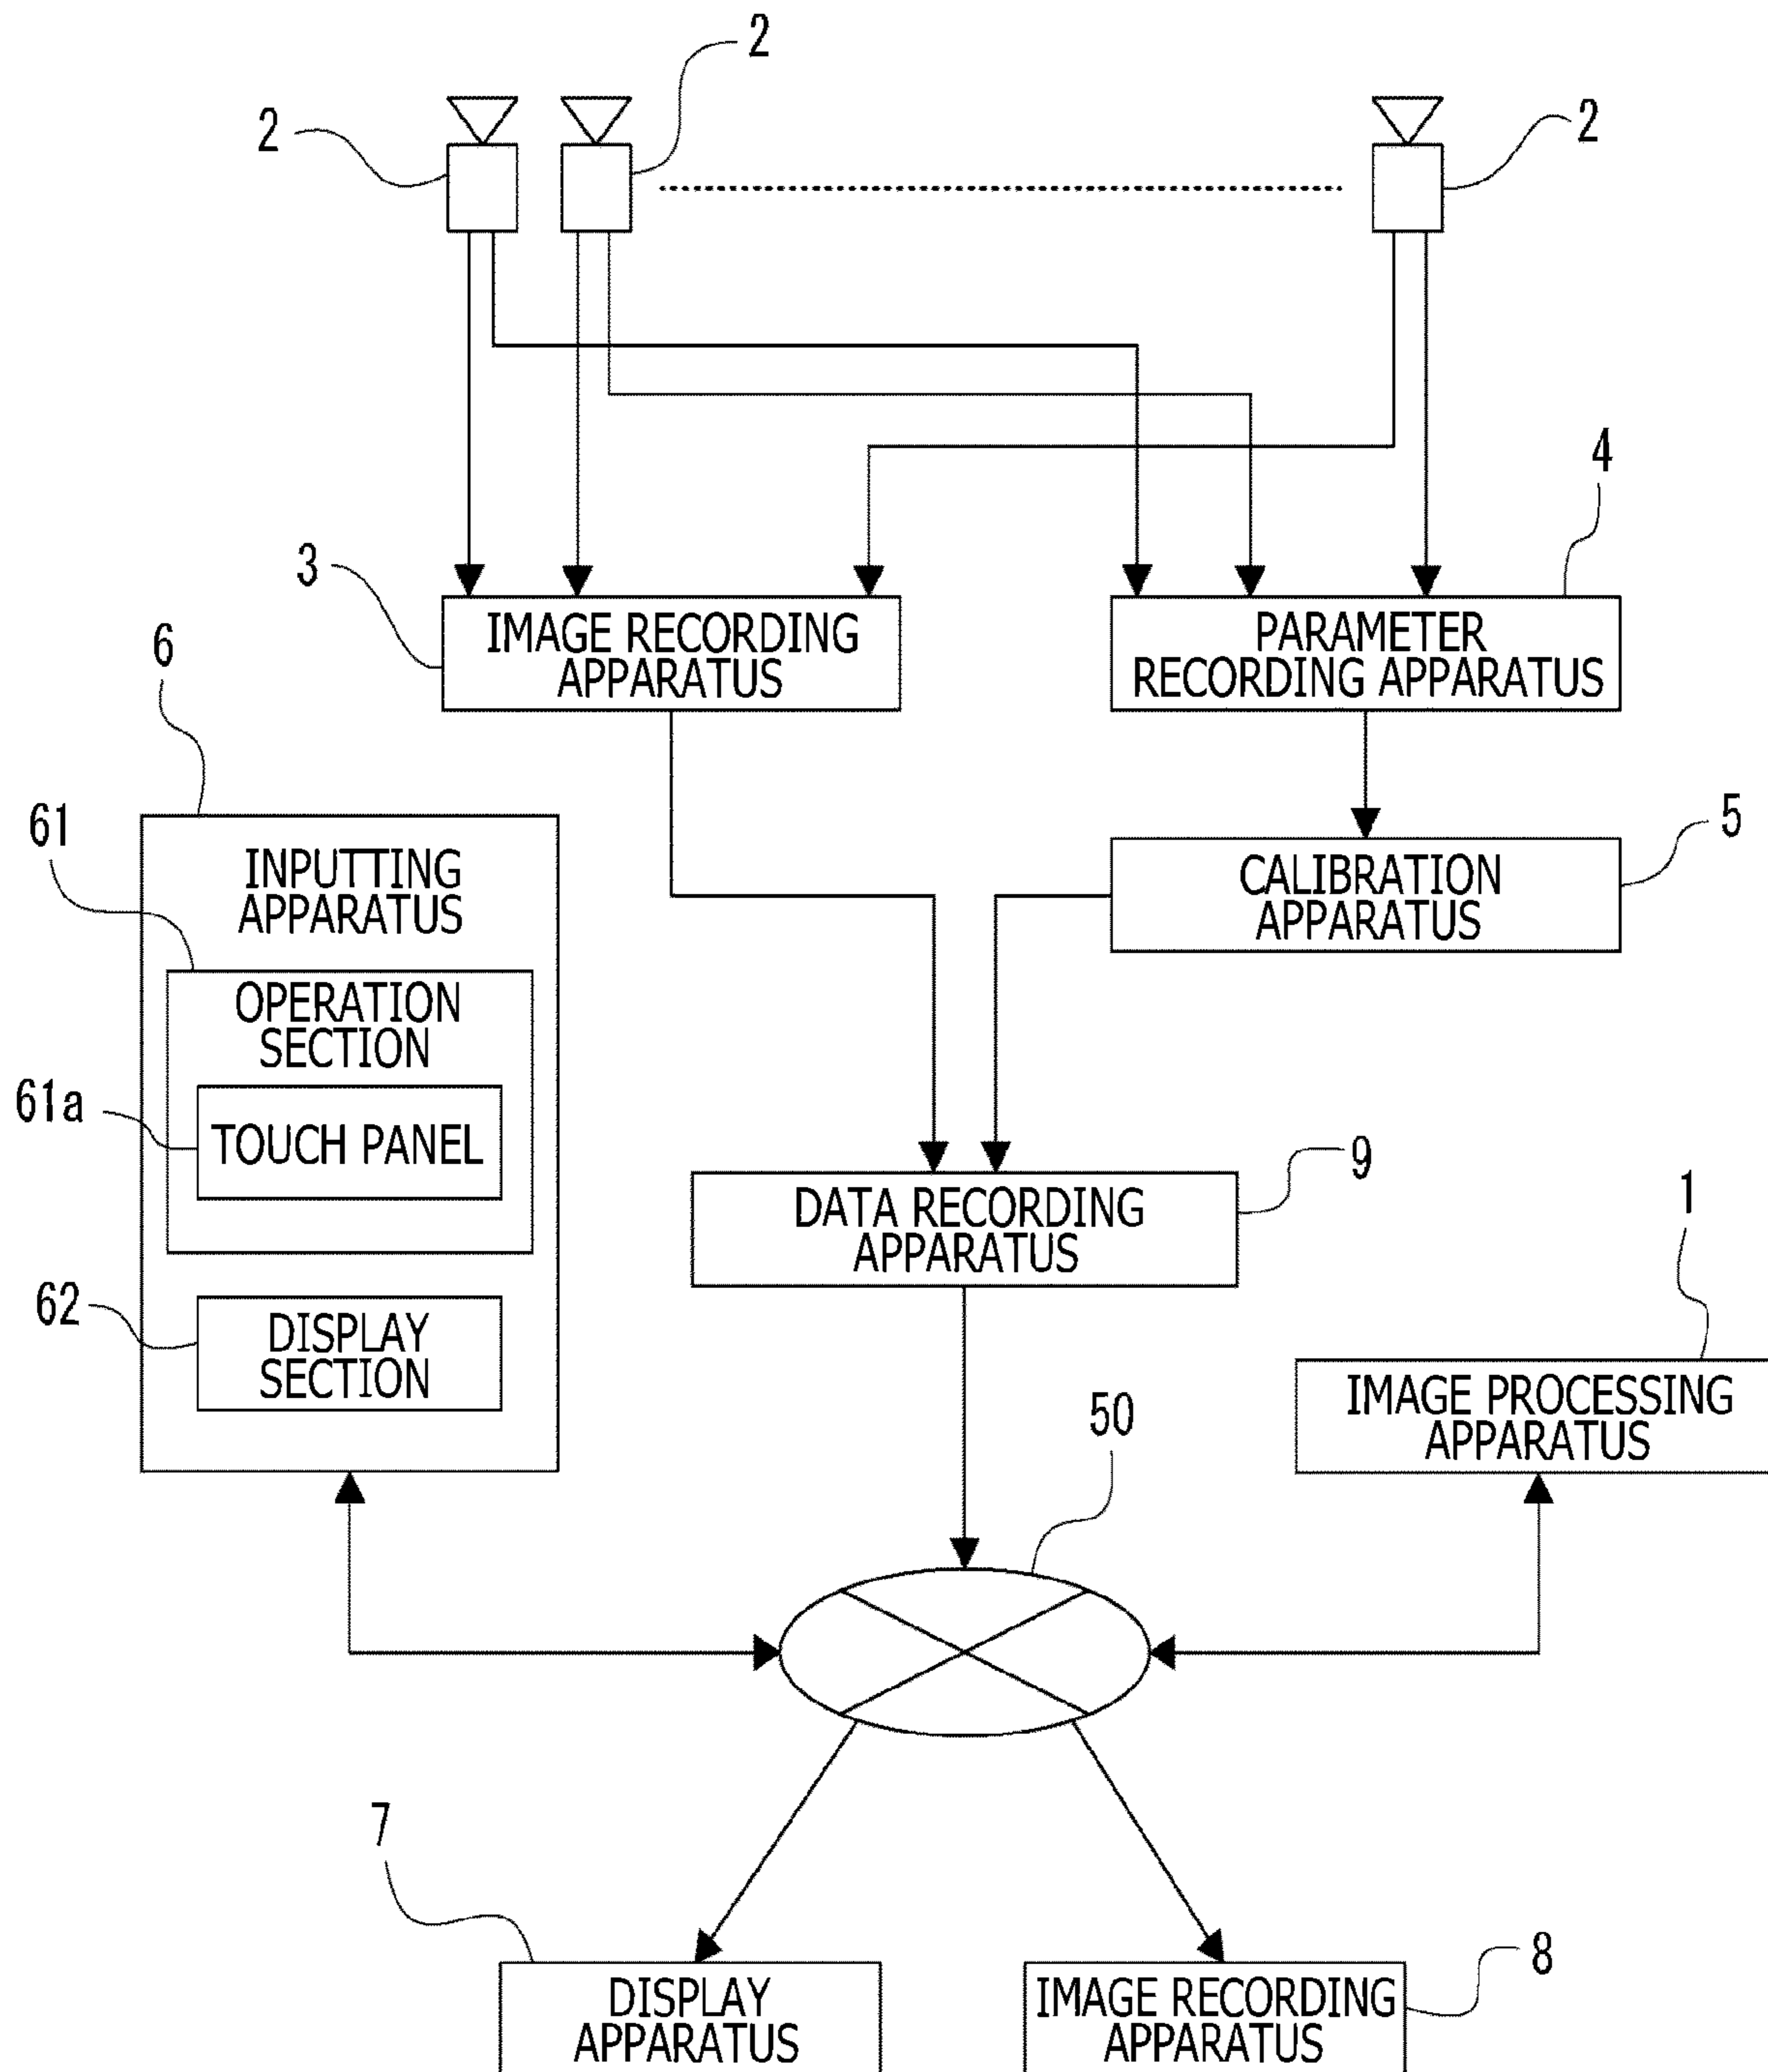 2
2
2
4
3
IMAGE RECORDING
APPARATUS
PARAMETER
RECORDING APPARATUS
6
61
INPUTTING
APPARATUS
5
CALIBRATION
APPARATUS
OPERATION
SECTION
61a
TOUCH PANEL
9
DATA RECORDING
APPARATUS
1
62
DISPLAY
SECTION
IMAGE PROCESSING
APPARATUS
50
7
DISPLAY
APPARATUS
8
IMAGE RECORDING
APPARATUS